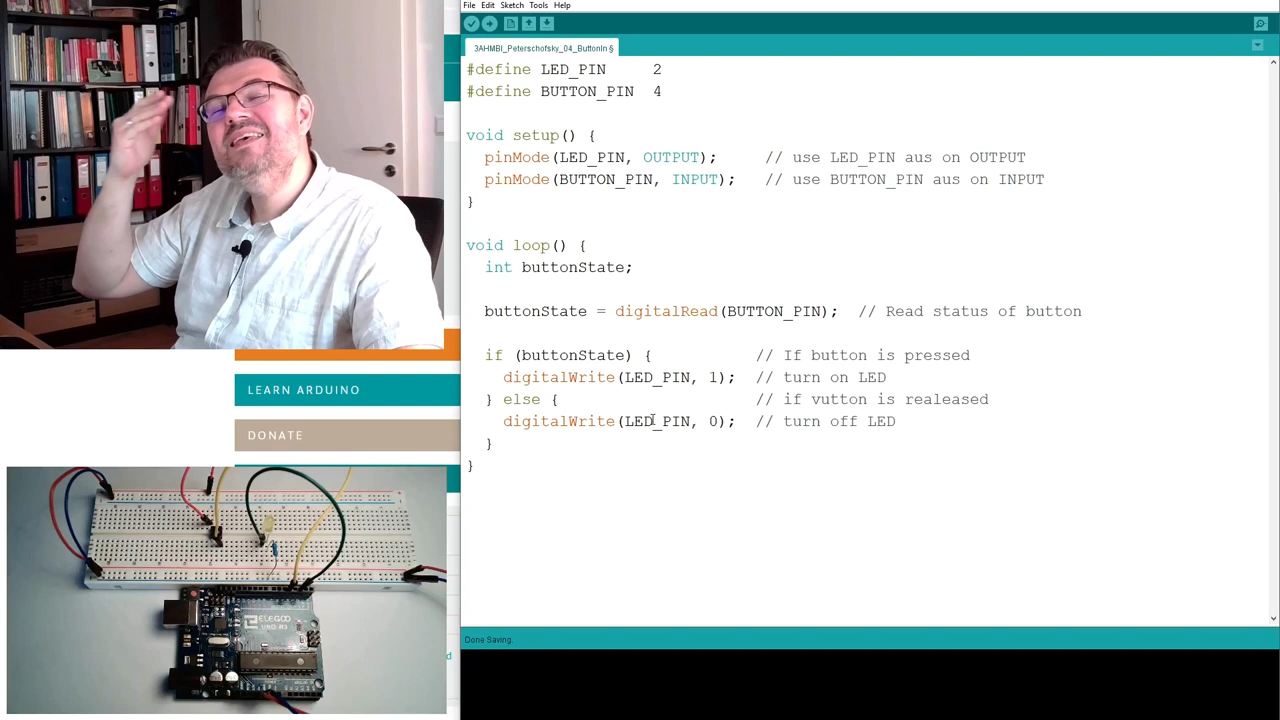 File Edit Sketch Tools Help
3AHMBI_Peterschofsky_04_ButtonIn §
#define LED_PIN     2
#define BUTTON_PIN  4
void setup() {
pinMode(LED_PIN, OUTPUT);     // use LED_PIN aus on OUTPUT
pinMode(BUTTON_PIN, INPUT);   // use BUTTON_PIN aus on INPUT
}
void loop() {
int buttonState;
buttonState = digitalRead(BUTTON_PIN);  // Read status of button
if (buttonState) {           // If button is pressed
digitalWrite(LED_PIN, 1);  // turn on LED
} else {                     // if vutton is realeased
digitalWrite(LED_PIN, 0);  // turn off LED
}
}
Done Saving.
LEARN ARDUINO
DONATE
ELEGOO
UNO R3